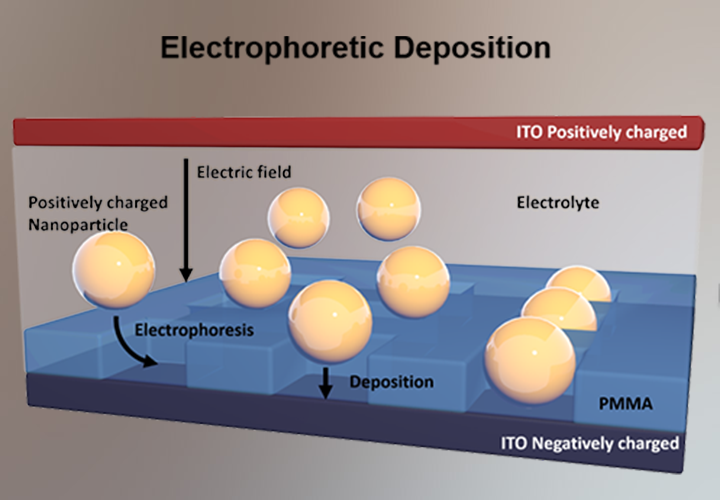 Electrophoretic Deposition
ITO Positively charged
Electric field
Positively charged
Nanoparticle
Electrolyte
Electrophoresis
Deposition
PMMA
ITO Negatively charged